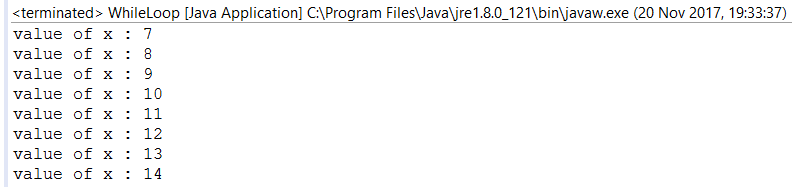 <terminated> WhileLoop [Java Application] C:\Program Files\Java\jre1.8.0_121\bin\javaw.exe (20 Nov 2017, 19:33:37)
value of x : 7
value of x : 8
value of x : 9
value of x : 10
value of x : 11
value of x : 12
value of x : 13
value of x : 14